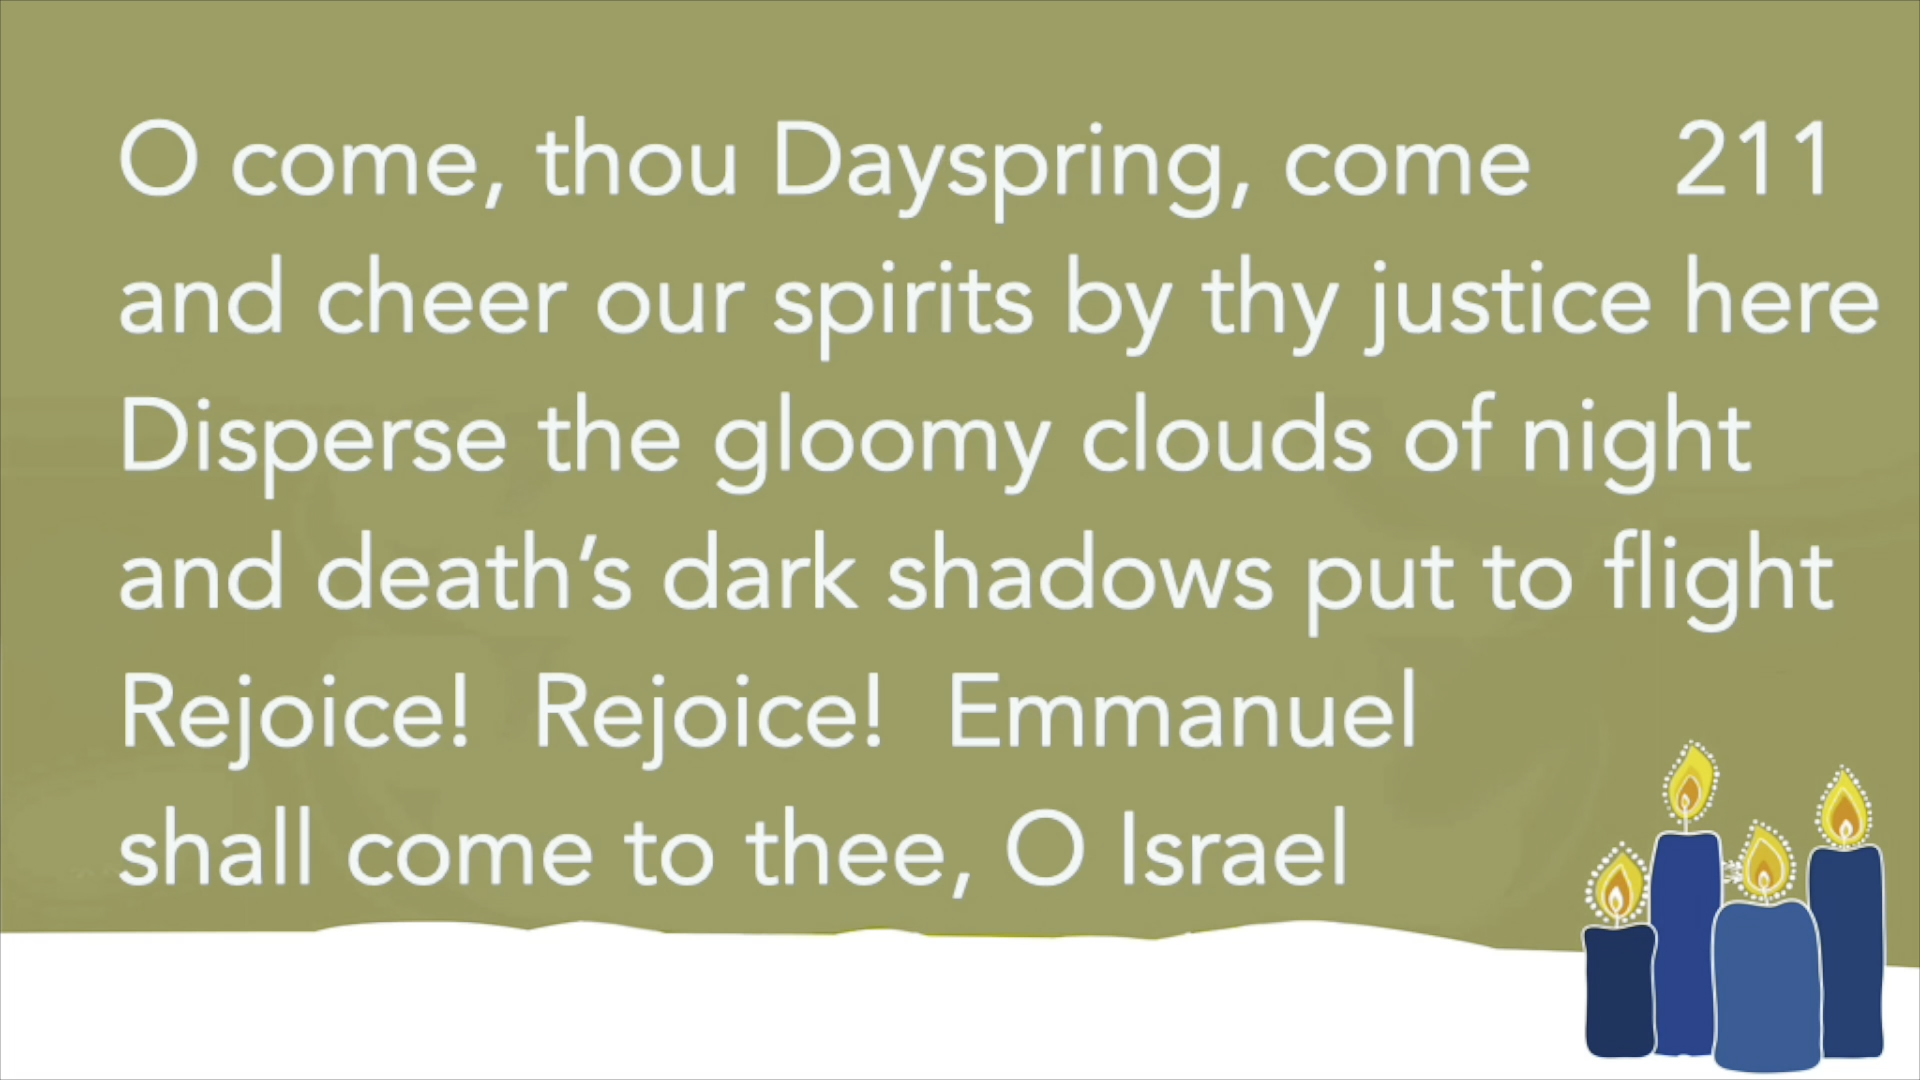 O come, thou Dayspring, come 211
and cheer our spirits by thy justice here
Disperse the gloomy clouds of night
and death’s dark shadows put to flight
Rejoice! Rejoice! Emmanuel
shall come to thee, O Israel